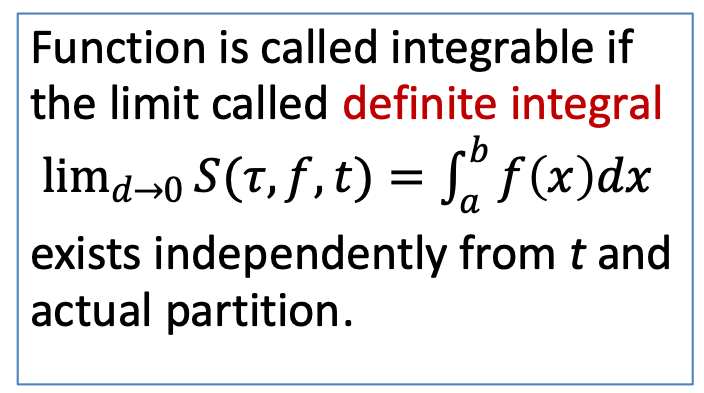 Function is called integrable if
the limit called definite integral
lim_{d→0} S(τ, f, t) = ∫_a^b f(x)dx
exists independently from t and
actual partition.